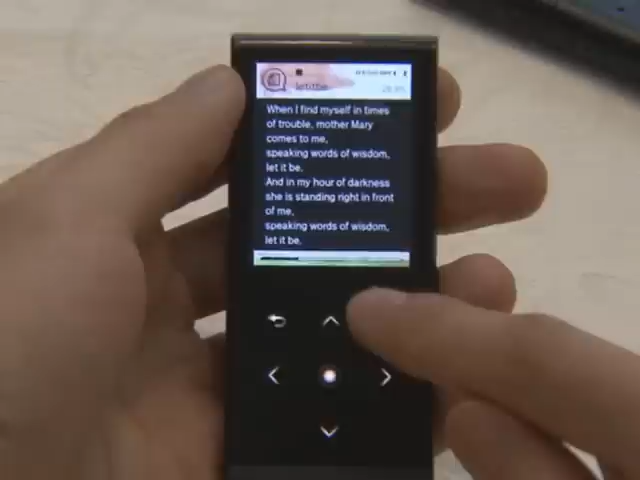 letitbe
When I find myself in times
of trouble, mother Mary
comes to me,
speaking words of wisdom,
let it be.
And in my hour of darkness
she is standing right in front
of me,
speaking words of wisdom,
let it be.